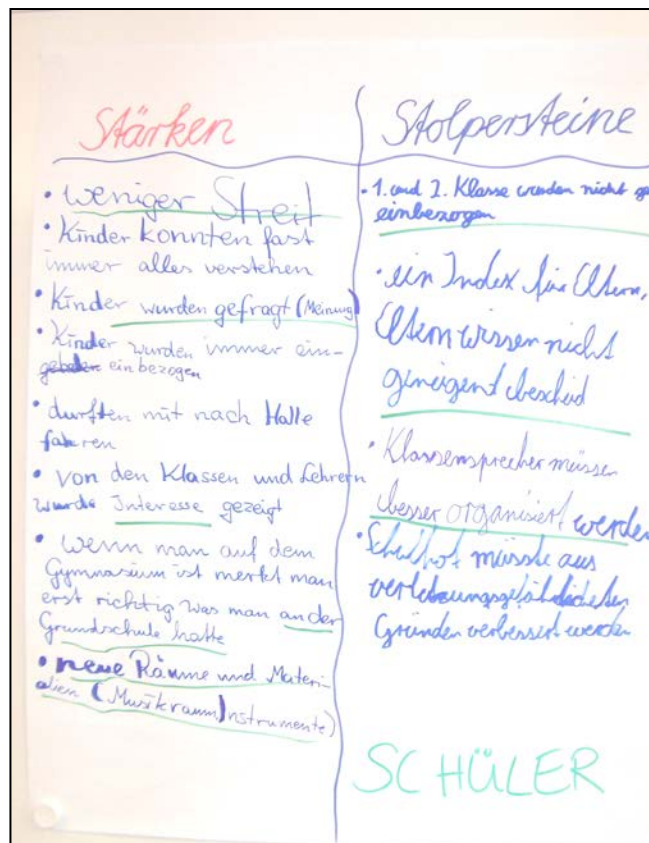 Stärken
• weniger Streit
• Kinder konnten fast
immer alles verstehen
• Kinder wurden gefragt (Meinung)
• Kinder wurden immer ein-
einbezogen
• durften mit nach Halle
fahren
• von den Klassen und Lehrern
wurde Interesse gezeigt
• wenn man auf dem
Gymnasium ist merkt man
erst richtig was man an der
Grundschule hatte
• neue Räume und Materi-
alien (Musikraum Instrumente)
Stolpersteine
• 1. und 2. Klasse wurden nicht
einbezogen
• ein Index für Eltern,
Eltern wissen nicht
genügend bescheid
• Klassensprecher müssen
besser organisiert werden
• Schulhof müsste aus
Gründen verbessert werden
SCHÜLER